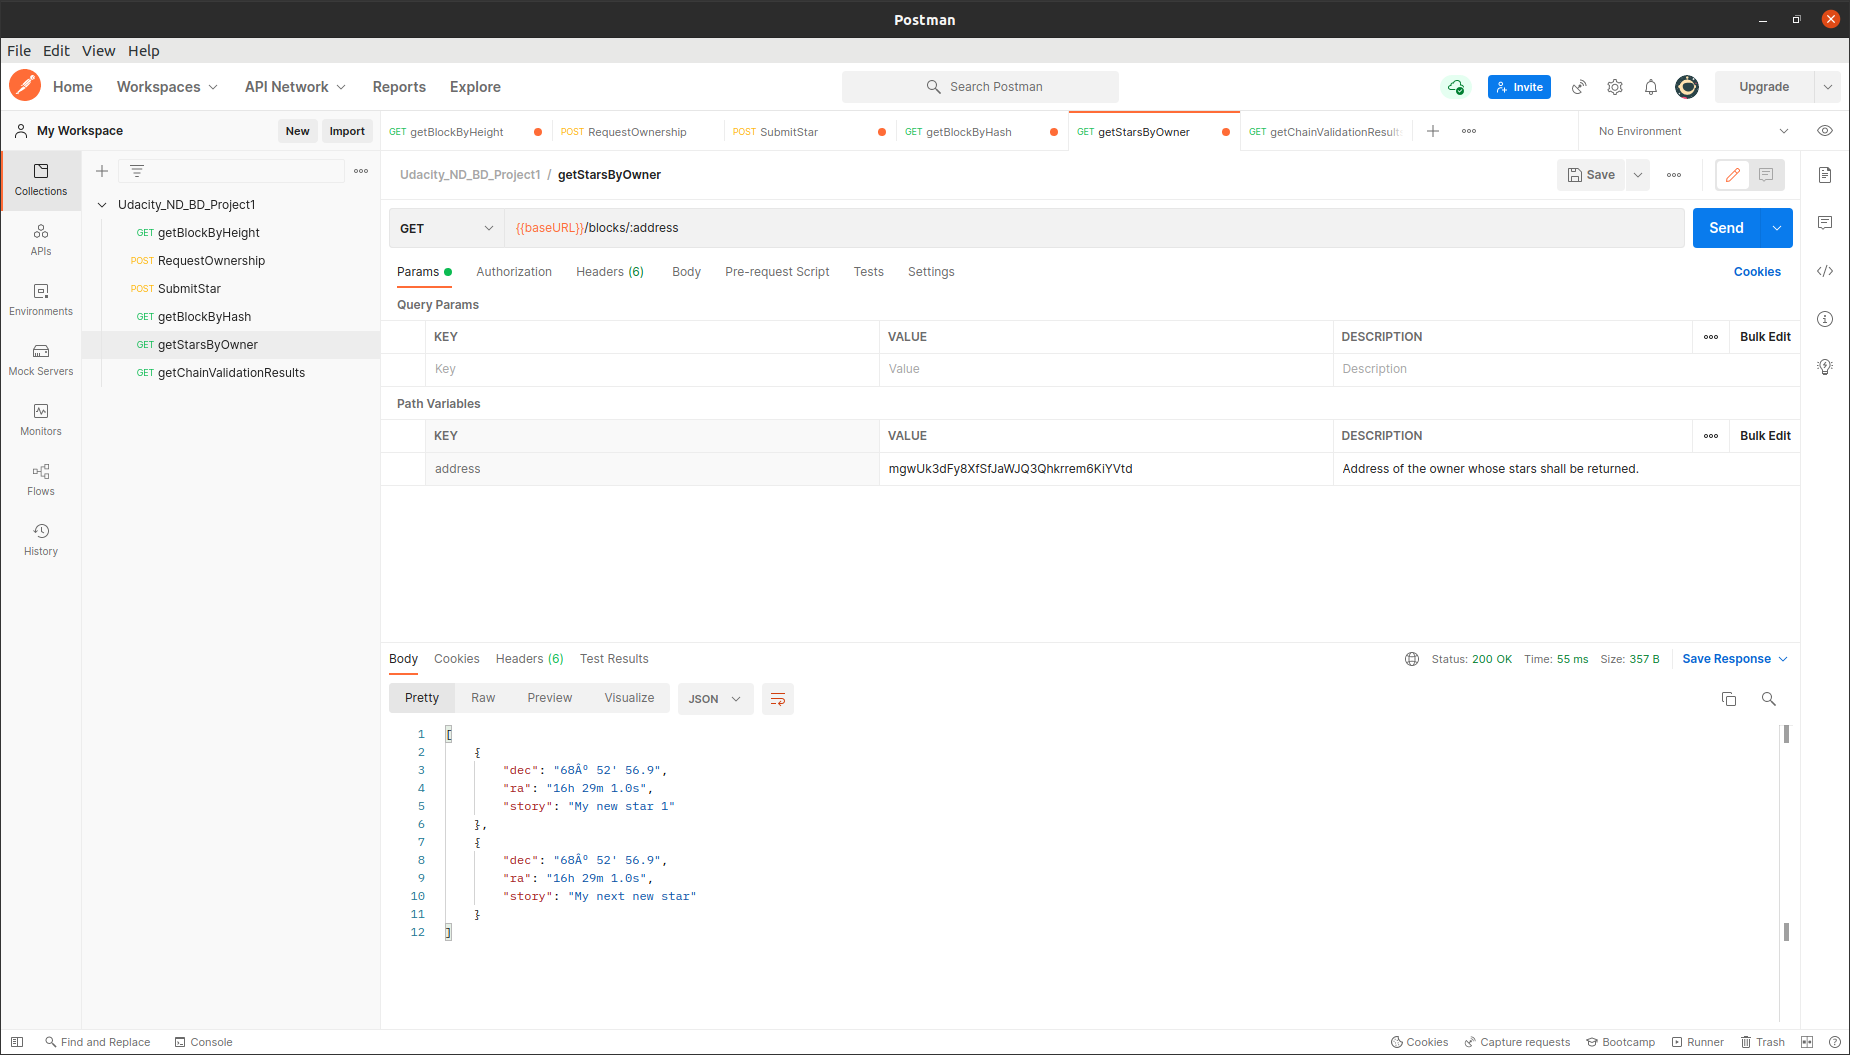 Postman
File Edit View Help
Home Workspaces API Network Reports Explore Search Postman Invite Upgrade
My Workspace New Import
GET getBlockByHeight POST RequestOwnership POST SubmitStar GET getBlockByHash GET getStarsByOwner GET getChainValidationResults No Environment
Collections
APIs
Environments
Mock Servers
Monitors
Flows
History
Udacity_ND_BD_Project1
GET getBlockByHeight
POST RequestOwnership
POST SubmitStar
GET getBlockByHash
GET getStarsByOwner
GET getChainValidationResults
Udacity_ND_BD_Project1 / getStarsByOwner Save
GET {{baseURL}}/blocks/:address Send
Params Authorization Headers (6) Body Pre-request Script Tests Settings Cookies
Query Params
KEY VALUE DESCRIPTION Bulk Edit
Key Value Description
Path Variables
KEY VALUE DESCRIPTION Bulk Edit
address mgwUk3dFy8XfSfJaWJQ3Qhkrrem6KiYVtd Address of the owner whose stars shall be returned.
Body Cookies Headers (6) Test Results Status: 200 OK Time: 55 ms Size: 357 B Save Response
Pretty Raw Preview Visualize JSON
1 [
2 {
3 "dec": "68Âº 52' 56.9",
4 "ra": "16h 29m 1.0s",
5 "story": "My new star 1"
6 },
7 {
8 "dec": "68Âº 52' 56.9",
9 "ra": "16h 29m 1.0s",
10 "story": "My next new star"
11 }
12 ]
Find and Replace Console Cookies Capture requests Bootcamp Runner Trash